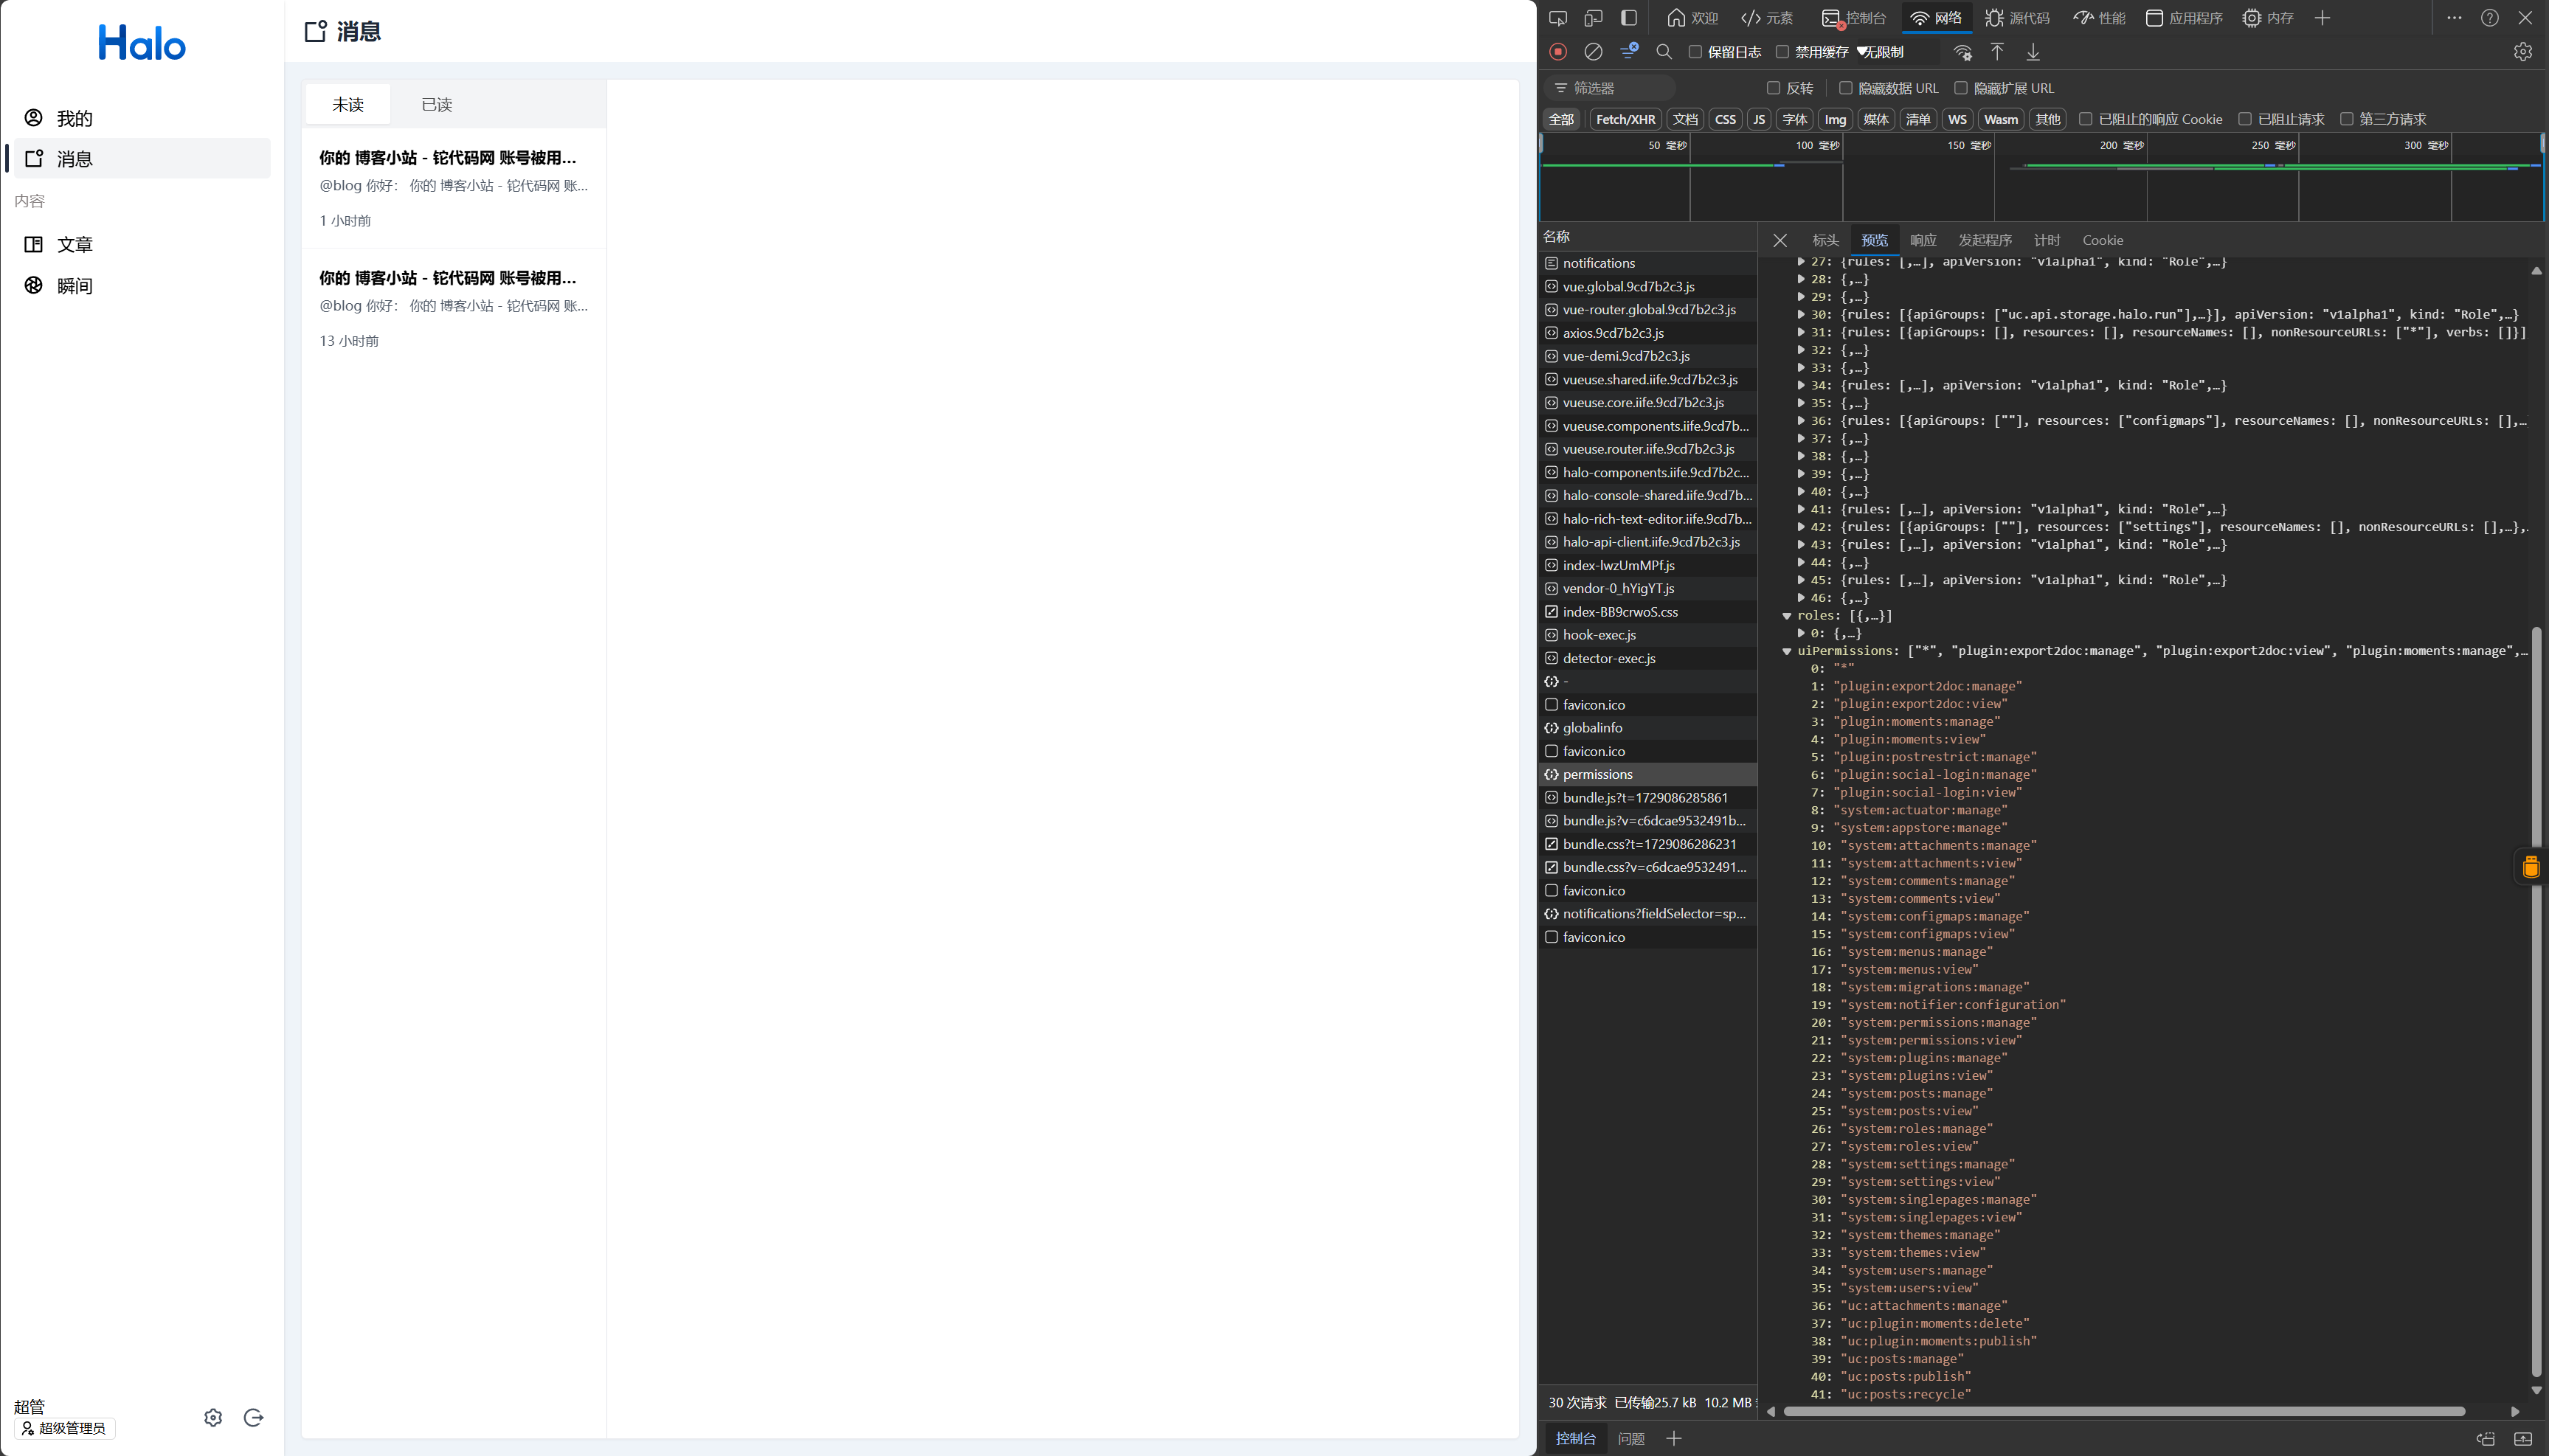 Halo
我的
消息
内容
文章
瞬间
超管
超级管理员
消息
未读
已读
你的 博客小站 - 铊代码网 账号被用...
@blog 你好： 你的 博客小站 - 铊代码网 账...
1 小时前
你的 博客小站 - 铊代码网 账号被用...
@blog 你好： 你的 博客小站 - 铊代码网 账...
13 小时前
欢迎 元素 控制台 网络 源代码 性能 应用程序 内存
保留日志 禁用缓存 无限制
筛选器 反转 隐藏数据 URL 隐藏扩展 URL
全部 Fetch/XHR 文档 CSS JS 字体 Img 媒体 清单 WS Wasm 其他 已阻止的响应 Cookie 已阻止请求 第三方请求
50 毫秒 100 毫秒 150 毫秒 200 毫秒 250 毫秒 300 毫秒
名称
notifications
vue.global.9cd7b2c3.js
vue-router.global.9cd7b2c3.js
axios.9cd7b2c3.js
vue-demi.9cd7b2c3.js
vueuse.shared.iife.9cd7b2c3.js
vueuse.core.iife.9cd7b2c3.js
vueuse.components.iife.9cd7b...
vueuse.router.iife.9cd7b2c3.js
halo-components.iife.9cd7b2c...
halo-console-shared.iife.9cd7b...
halo-rich-text-editor.iife.9cd7b...
halo-api-client.iife.9cd7b2c3.js
index-lwzUmMPf.js
vendor-0_hYigYT.js
index-BB9crwoS.css
hook-exec.js
detector-exec.js
-
favicon.ico
globalinfo
favicon.ico
permissions
bundle.js?t=1729086285861
bundle.js?v=c6dcae9532491b...
bundle.css?t=1729086286231
bundle.css?v=c6dcae9532491...
favicon.ico
notifications?fieldSelector=sp...
favicon.ico
30 次请求 已传输25.7 kB 10.2 MB
标头 预览 响应 发起程序 计时 Cookie
27: {rules: [,…], apiVersion: "v1alpha1", kind: "Role",…}
28: {,…}
29: {,…}
30: {rules: [{apiGroups: ["uc.api.storage.halo.run"],…}], apiVersion: "v1alpha1", kind: "Role",…}
31: {rules: [{apiGroups: [], resources: [], resourceNames: [], nonResourceURLs: ["*"], verbs: []}]
32: {,…}
33: {,…}
34: {rules: [,…], apiVersion: "v1alpha1", kind: "Role",…}
35: {,…}
36: {rules: [{apiGroups: [""], resources: ["configmaps"], resourceNames: [], nonResourceURLs: [],…
37: {,…}
38: {,…}
39: {,…}
40: {,…}
41: {rules: [,…], apiVersion: "v1alpha1", kind: "Role",…}
42: {rules: [{apiGroups: [""], resources: ["settings"], resourceNames: [], nonResourceURLs: [],…},…
43: {rules: [,…], apiVersion: "v1alpha1", kind: "Role",…}
44: {,…}
45: {rules: [,…], apiVersion: "v1alpha1", kind: "Role",…}
46: {,…}
roles: [{,…}]
0: {,…}
uiPermissions: ["*", "plugin:export2doc:manage", "plugin:export2doc:view", "plugin:moments:manage",…
0: "*"
1: "plugin:export2doc:manage"
2: "plugin:export2doc:view"
3: "plugin:moments:manage"
4: "plugin:moments:view"
5: "plugin:postrestrict:manage"
6: "plugin:social-login:manage"
7: "plugin:social-login:view"
8: "system:actuator:manage"
9: "system:appstore:manage"
10: "system:attachments:manage"
11: "system:attachments:view"
12: "system:comments:manage"
13: "system:comments:view"
14: "system:configmaps:manage"
15: "system:configmaps:view"
16: "system:menus:manage"
17: "system:menus:view"
18: "system:migrations:manage"
19: "system:notifier:configuration"
20: "system:permissions:manage"
21: "system:permissions:view"
22: "system:plugins:manage"
23: "system:plugins:view"
24: "system:posts:manage"
25: "system:posts:view"
26: "system:roles:manage"
27: "system:roles:view"
28: "system:settings:manage"
29: "system:settings:view"
30: "system:singlepages:manage"
31: "system:singlepages:view"
32: "system:themes:manage"
33: "system:themes:view"
34: "system:users:manage"
35: "system:users:view"
36: "uc:attachments:manage"
37: "uc:plugin:moments:delete"
38: "uc:plugin:moments:publish"
39: "uc:posts:manage"
40: "uc:posts:publish"
41: "uc:posts:recycle"
控制台 问题